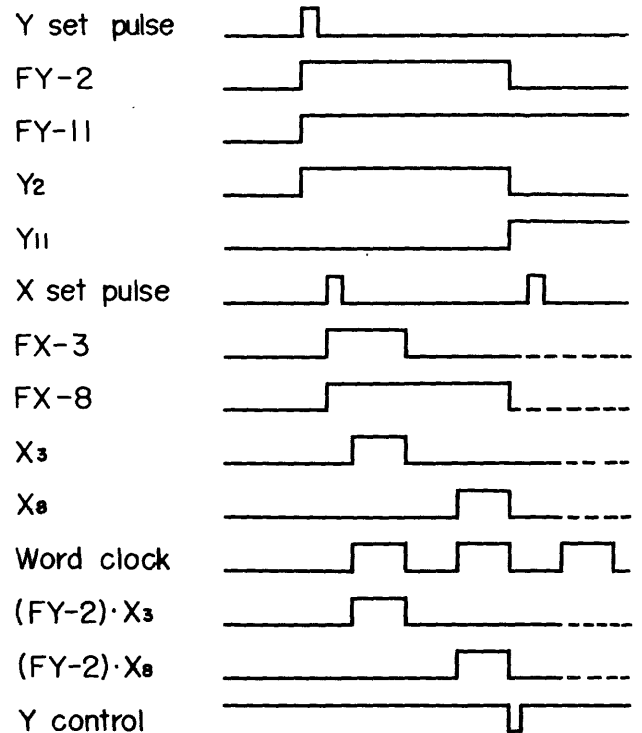 Y set pulse
FY-2
FY-11
Y2
Y11
X set pulse
FX-3
FX-8
X3
X8
Word clock
(FY-2)·X3
(FY-2)·X8
Y control